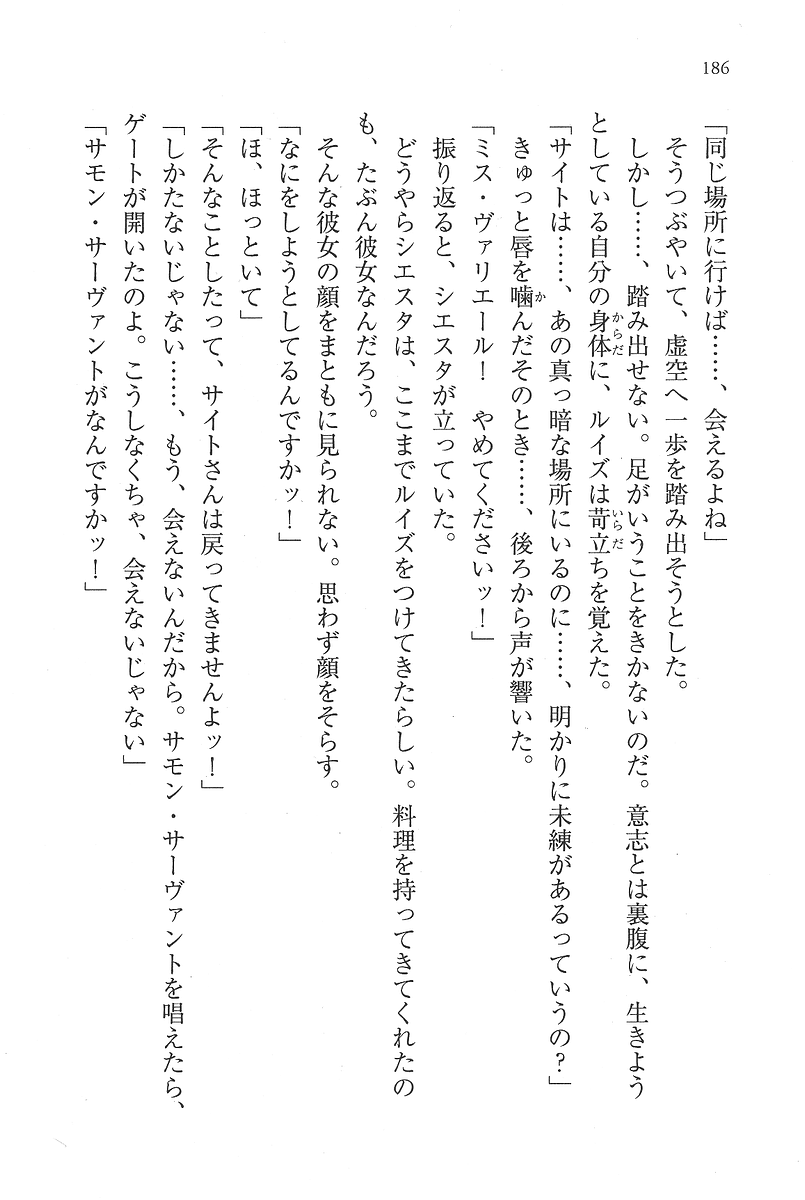 186
「同じ場所に行けば……、会えるよね」
そうつぶやいて、虚空へ一歩を踏み出そうとした。
しかし……、踏み出せない。足がいうことをきかないのだ。意志とは裏腹に、生きよう
としている自分の身体に、ルイズは苛立ちを覚えた。
「サイトは……、あの真っ暗な場所にいるのに……、明かりに未練があるっていうの？」
きゅっと唇を噛んだそのとき……、後ろから声が響いた。
「ミス・ヴァリエール！　やめてくださいッ！」
振り返ると、シエスタが立っていた。
どうやらシエスタは、ここまでルイズをつけてきたらしい。料理を持ってきてくれたの
も、たぶん彼女なんだろう。
そんな彼女の顔をまともに見られない。思わず顔をそらす。
「なにをしようとしてるんですかッ！」
「ほ、ほっといて」
「そんなことしたって、サイトさんは戻ってきませんよッ！」
「しかたないじゃない……、もう、会えないんだから。サモン・サーヴァントを唱えたら、
ゲートが開いたのよ。こうしなくちゃ、会えないじゃない」
「サモン・サーヴァントがなんですかッ！」